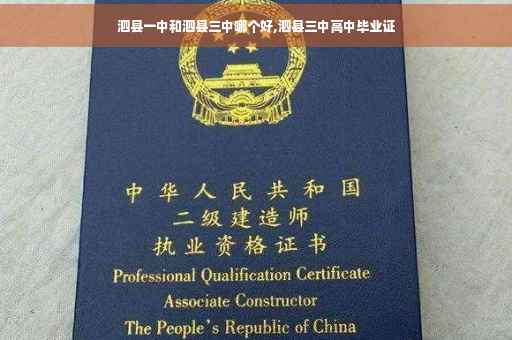 泗县一中和泗县三中哪个好,泗县三中高中毕业证
中华人民共和国
二级建造师
执业资格证书
Professional Qualification Certificate
Associate Constructor
The People's Republic of China